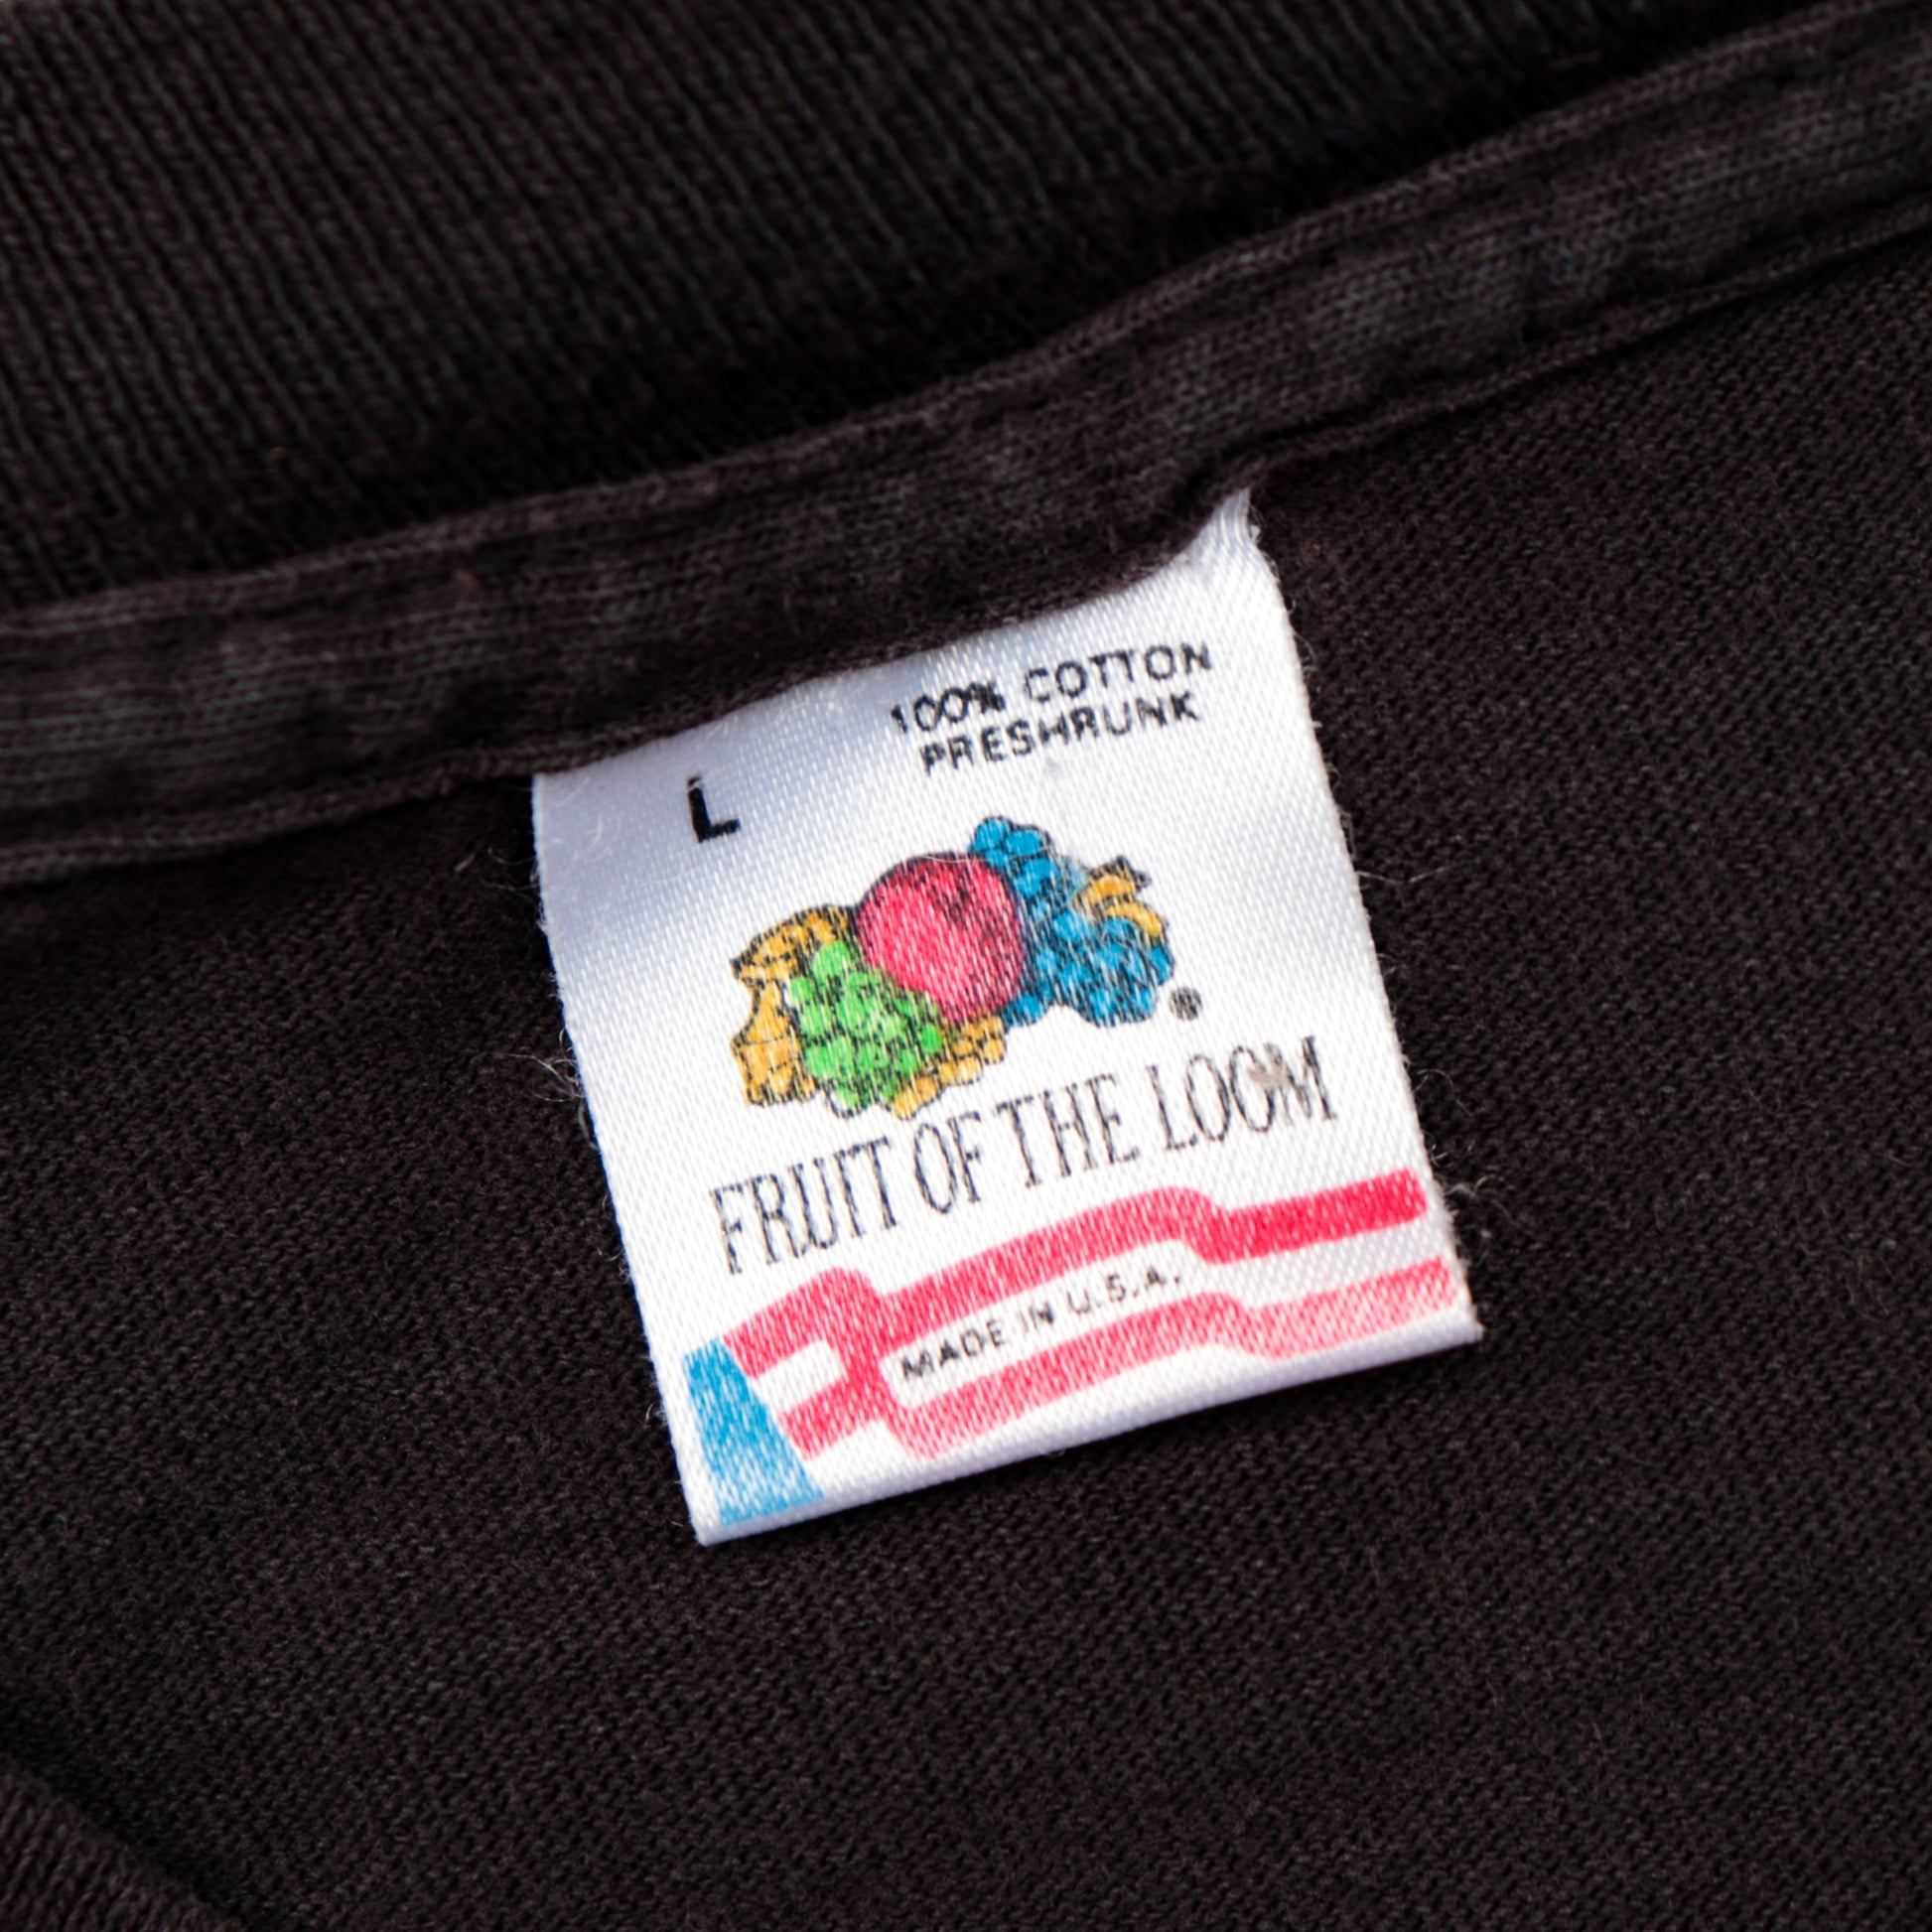 100% COTTON
PRESHRUNK
L
®
FRUIT OF THE LOOM
MADE IN U.S.A.